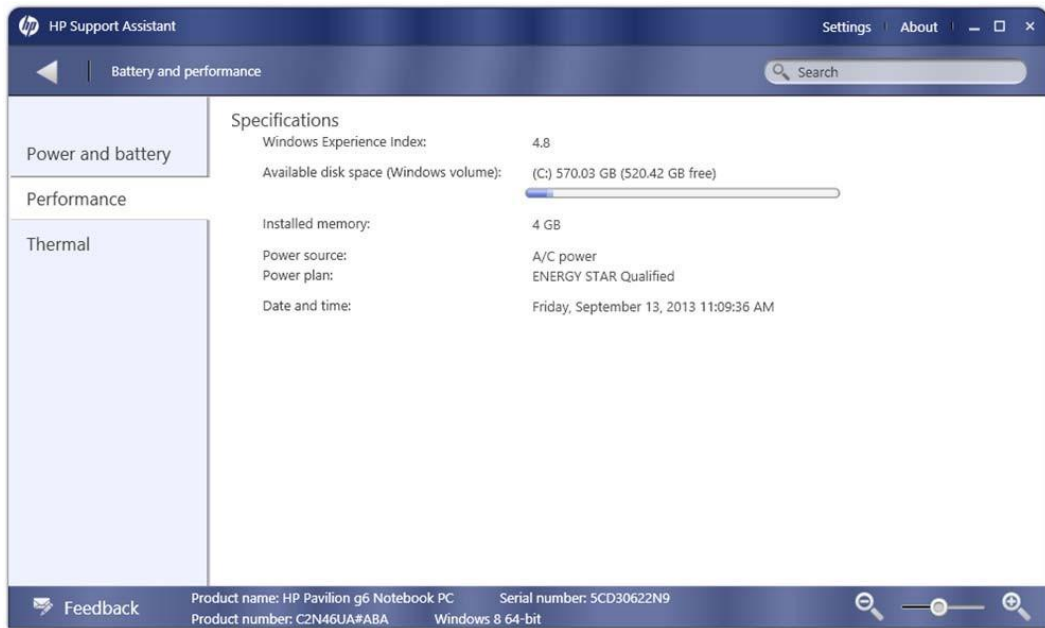 hp HP Support Assistant Settings About
Battery and performance Search
Power and battery
Performance
Thermal
Specifications
Windows Experience Index: 4.8
Available disk space (Windows volume): (C:) 570.03 GB (520.42 GB free)
Installed memory: 4 GB
Power source: A/C power
Power plan: ENERGY STAR Qualified
Date and time: Friday, September 13, 2013 11:09:36 AM
Feedback
Product name: HP Pavilion g6 Notebook PC Serial number: 5CD30622N9
Product number: C2N46UA#ABA Windows 8 64-bit